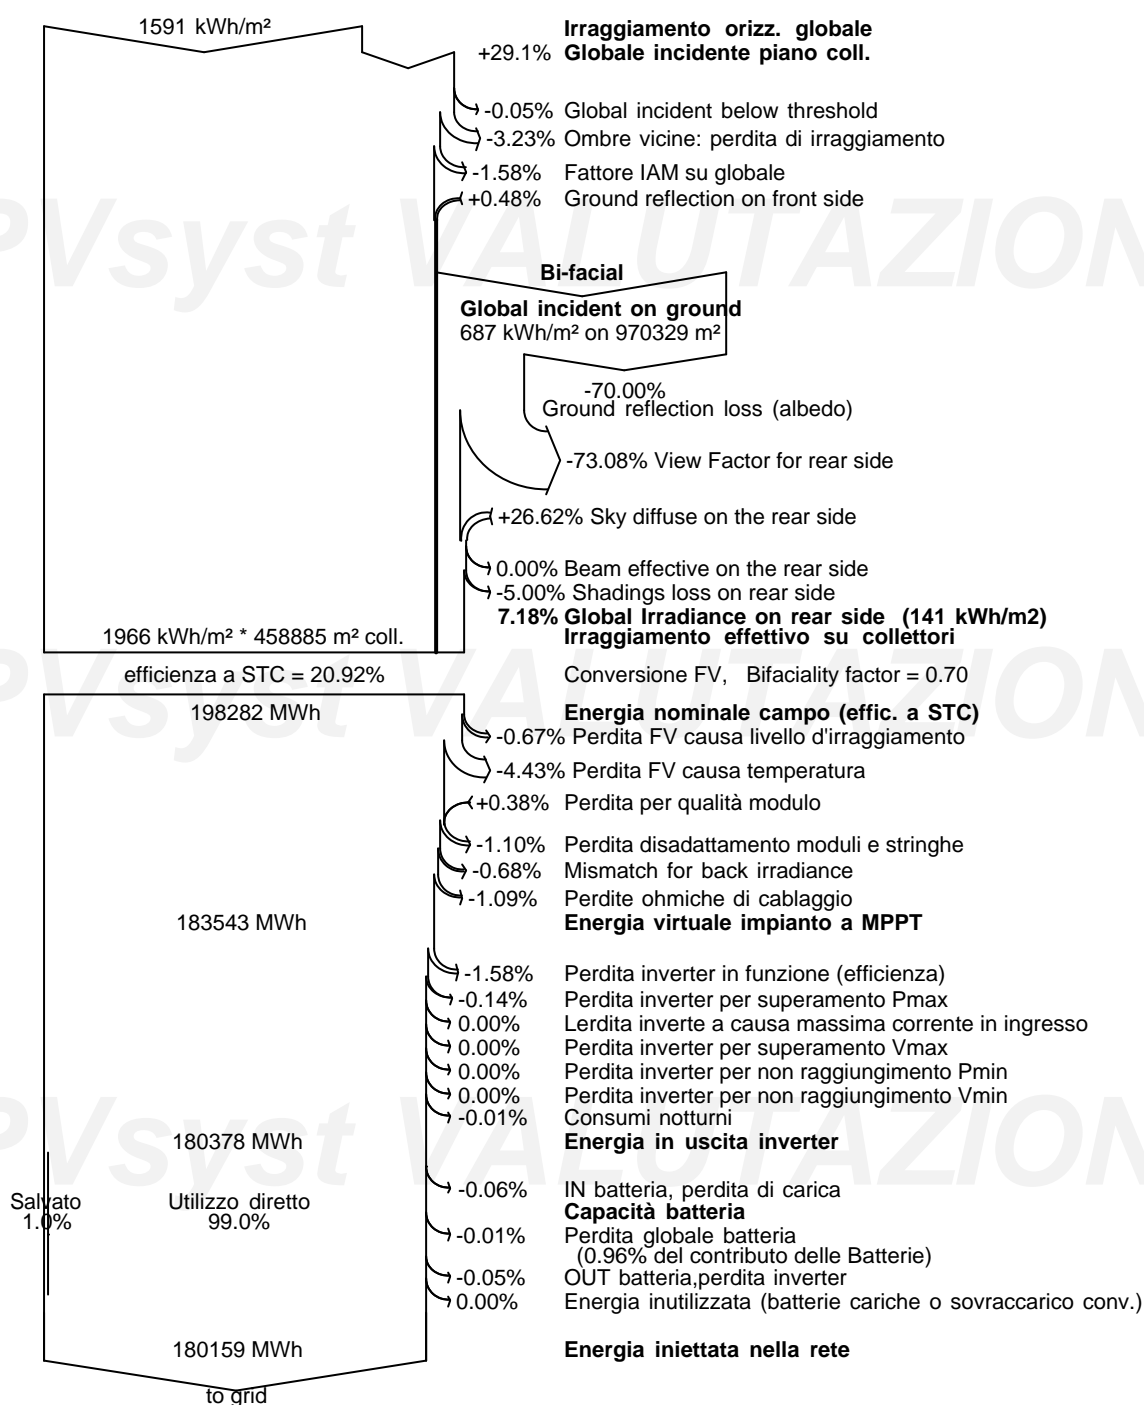 1591 kWh/m² Irraggiamento orizz. globale
+29.1% Globale incidente piano coll.
-0.05% Global incident below threshold
-3.23% Ombre vicine: perdita di irraggiamento
-1.58% Fattore IAM su globale
+0.48% Ground reflection on front side
PVsyst VALUTAZION
Bi-facial
Global incident on ground
687 kWh/m² on 970329 m²
-70.00%
Ground reflection loss (albedo)
-73.08% View Factor for rear side
+26.62% Sky diffuse on the rear side
0.00% Beam effective on the rear side
-5.00% Shadings loss on rear side
7.18% Global Irradiance on rear side (141 kWh/m2)
1966 kWh/m² * 458885 m² coll. Irraggiamento effettivo su collettori
efficienza a STC = 20.92% Conversione FV, Bifaciality factor = 0.70
PVsyst VALUTAZION
198282 MWh Energia nominale campo (effic. a STC)
-0.67% Perdita FV causa livello d'irraggiamento
-4.43% Perdita FV causa temperatura
+0.38% Perdita per qualità modulo
-1.10% Perdita disadattamento moduli e stringhe
-0.68% Mismatch for back irradiance
-1.09% Perdite ohmiche di cablaggio
183543 MWh Energia virtuale impianto a MPPT
-1.58% Perdita inverter in funzione (efficienza)
-0.14% Perdita inverter per superamento Pmax
0.00% Lerdita inverte a causa massima corrente in ingresso
0.00% Perdita inverter per superamento Vmax
0.00% Perdita inverter per non raggiungimento Pmin
0.00% Perdita inverter per non raggiungimento Vmin
-0.01% Consumi notturni
PVsyst VALUTAZION
180378 MWh Energia in uscita inverter
-0.06% IN batteria, perdita di carica
Salvato Utilizzo diretto Capacità batteria
1.0% 99.0%
-0.01% Perdita globale batteria
(0.96% del contributo delle Batterie)
-0.05% OUT batteria,perdita inverter
0.00% Energia inutilizzata (batterie cariche o sovraccarico conv.)
180159 MWh Energia iniettata nella rete
to grid